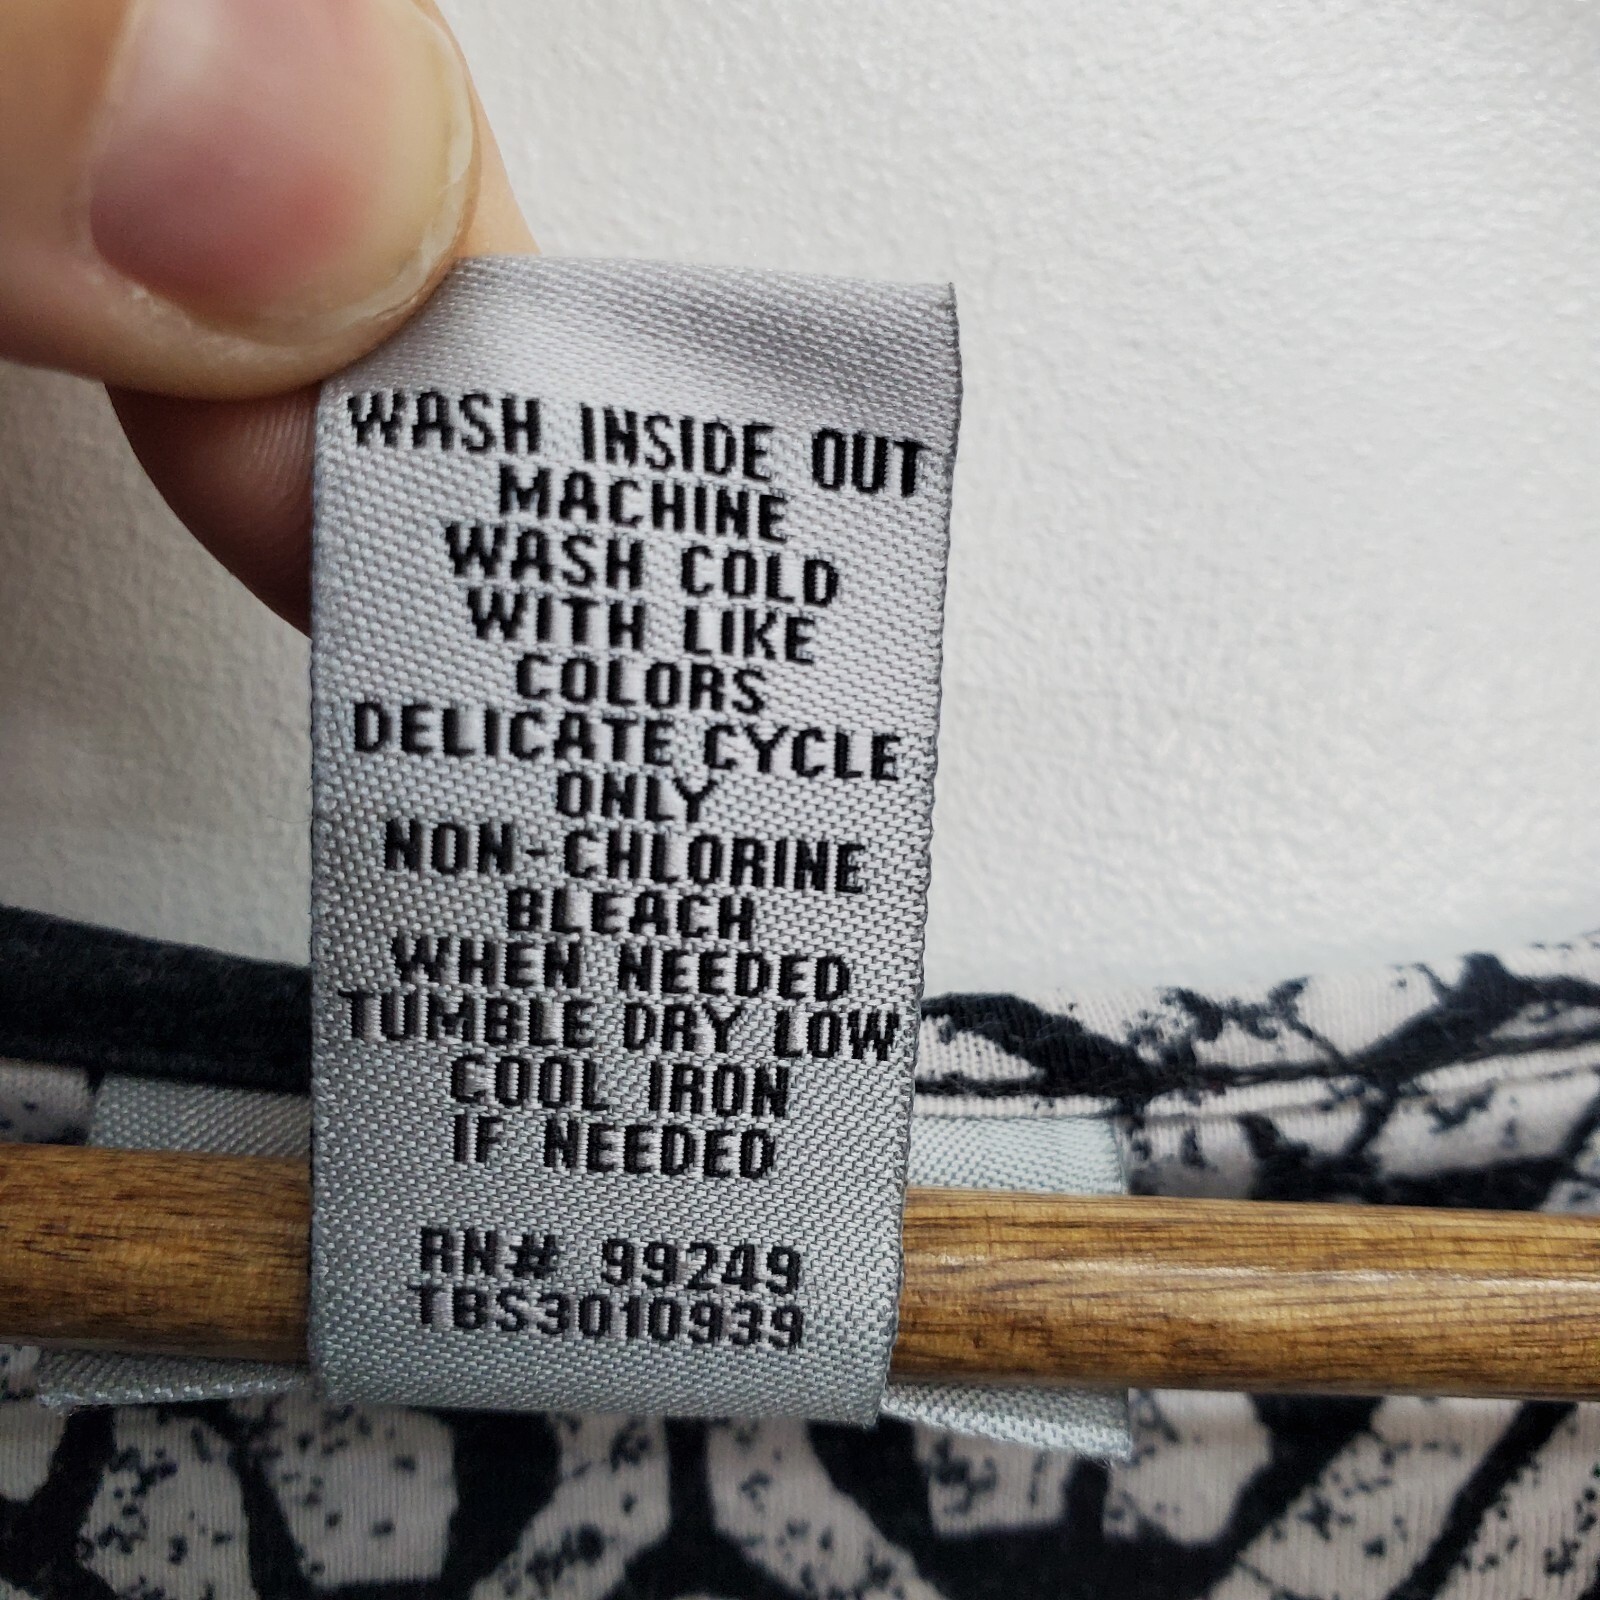 WASH INSIDE OUT
MACHINE
WASH COLD
WITH LIKE
COLORS
DELICATE CYCLE
ONLY
NON-CHLORINE
BLEACH
WHEN NEEDED
TUMBLE DRY LOW
COOL IRON
IF NEEDED
RN# 99249
TBS3010939